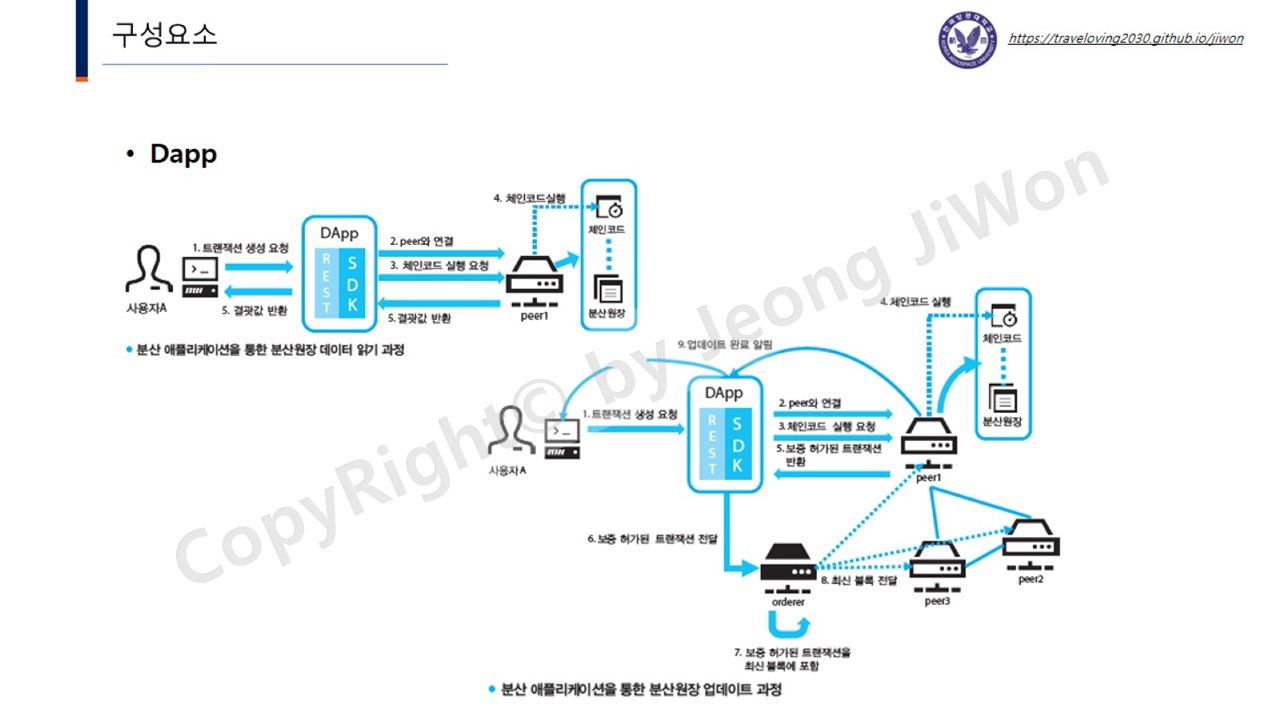 구성요소
https://traveloving2030.github.io/jiwon
• Dapp
4. 체인코드실행
체인코드
분산원장
DApp
REST
SDK
1. 트랜잭션 생성 요청
5. 결괏값 반환
사용자A
2. peer와 연결
3. 체인코드 실행 요청
5.결괏값 반환
peer1
• 분산 애플리케이션을 통한 분산원장 데이터 읽기 과정
4. 체인코드 실행
체인코드
분산원장
9.업데이트 완료 알림
DApp
REST
SDK
1.트랜잭션 생성 요청
사용자A
2. peer와 연결
3.체인코드 실행 요청
5.보증 허가된 트랜잭션
반환
peer1
6.보증 허가된 트랜잭션 전달
orderer
8. 최신 블록 전달
peer3
peer2
7. 보증 허가된 트랜잭션을
최신 블록에 포함
• 분산 애플리케이션을 통한 분산원장 업데이트 과정
CopyRight© by Jeong JiWon